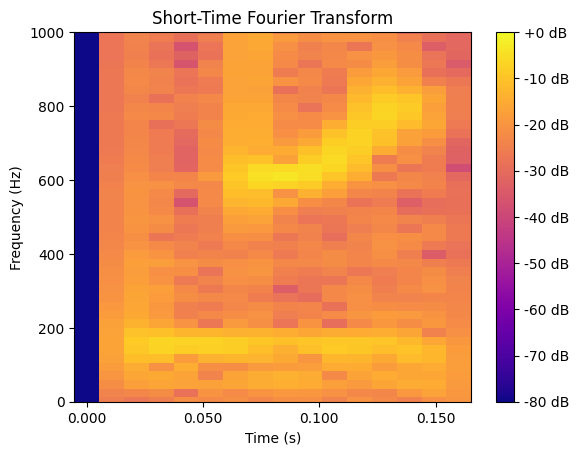 Short-Time Fourier Transform
1000
800
600
400
200
0
Frequency (Hz)
0.000
0.050
0.100
0.150
Time (s)
+0 dB
-10 dB
-20 dB
-30 dB
-40 dB
-50 dB
-60 dB
-70 dB
-80 dB